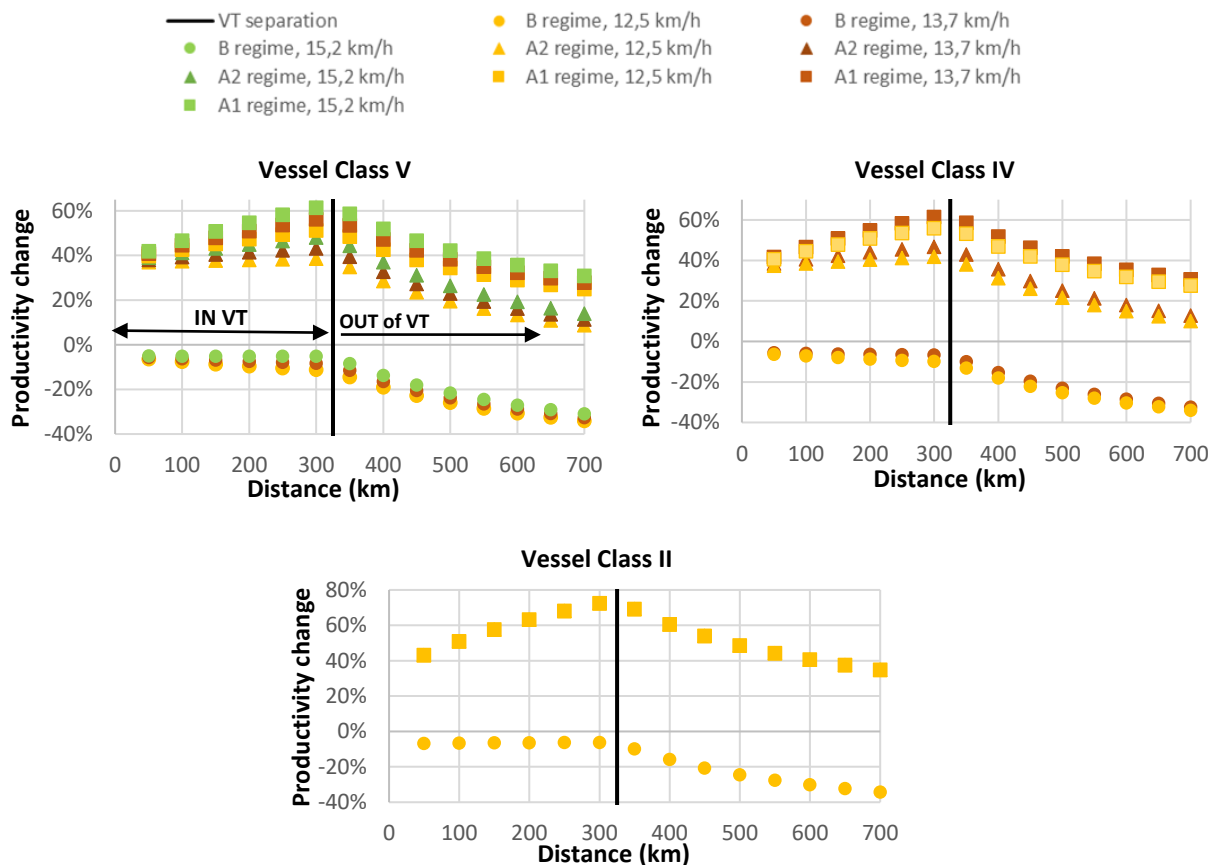 VT separation
B regime, 12,5 km/h
B regime, 13,7 km/h
B regime, 15,2 km/h
A2 regime, 12,5 km/h
A2 regime, 13,7 km/h
A2 regime, 15,2 km/h
A1 regime, 12,5 km/h
A1 regime, 13,7 km/h
A1 regime, 15,2 km/h
Vessel Class V
Productivity change
60%
40%
20%
0%
-20%
-40%
IN VT
OUT of VT
0 100 200 300 400 500 600 700
Distance (km)
Vessel Class IV
Productivity change
60%
40%
20%
0%
-20%
-40%
0 100 200 300 400 500 600 700
Distance (km)
Vessel Class II
Productivity change
80%
60%
40%
20%
0%
-20%
-40%
0 100 200 300 400 500 600 700
Distance (km)